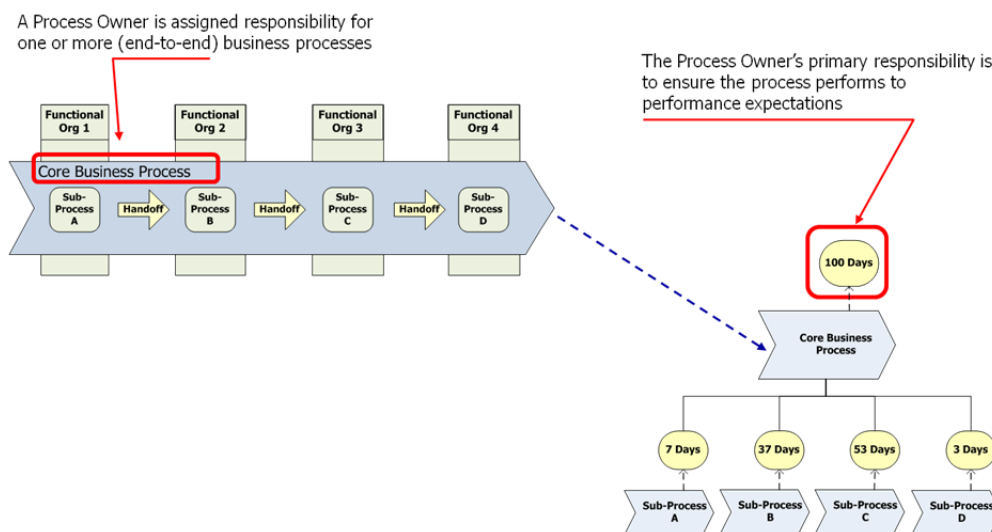 A Process Owner is assigned responsibility for
one or more (end-to-end) business processes
The Process Owner's primary responsibility is
to ensure the process performs to
performance expectations
Functional
Org 1
Functional
Org 2
Functional
Org 3
Functional
Org 4
Core Business Process
Sub-
Process
A
Handoff
Sub-
Process
B
Handoff
Sub-
Process
C
Handoff
Sub-
Process
D
100 Days
Core Business
Process
7 Days
37 Days
53 Days
3 Days
Sub-Process
A
Sub-Process
B
Sub-Process
C
Sub-Process
D